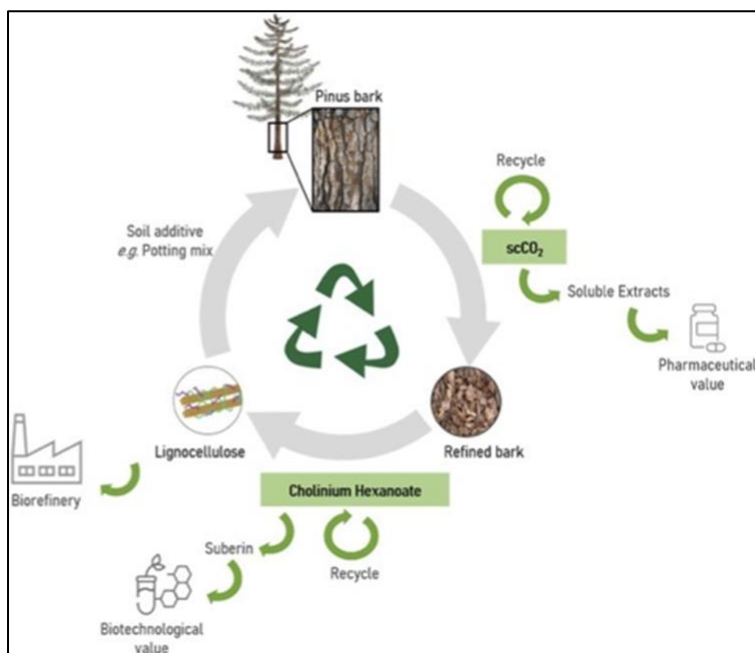 Pinus bark
Recycle
scCO₂
Soluble Extracts
Pharmaceutical
value
Soil additive
e.g. Potting mix
Refined bark
Lignocellulose
Cholinium Hexanoate
Biorefinery
Suberin
Recycle
Biotechnological
value